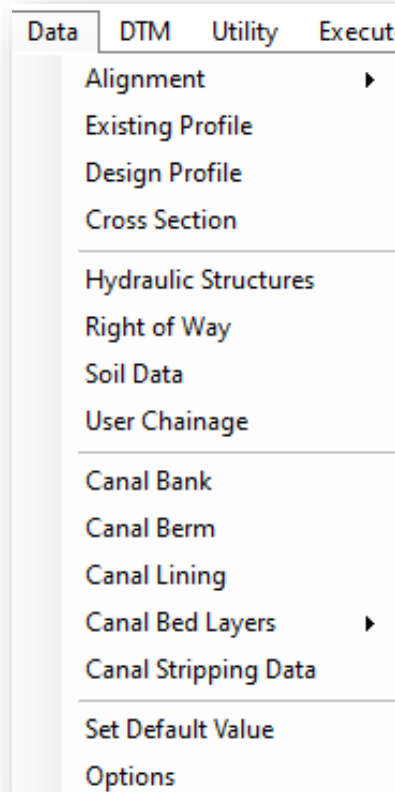 Data DTM Utility Execut
Alignment
Existing Profile
Design Profile
Cross Section
Hydraulic Structures
Right of Way
Soil Data
User Chainage
Canal Bank
Canal Berm
Canal Lining
Canal Bed Layers
Canal Stripping Data
Set Default Value
Options